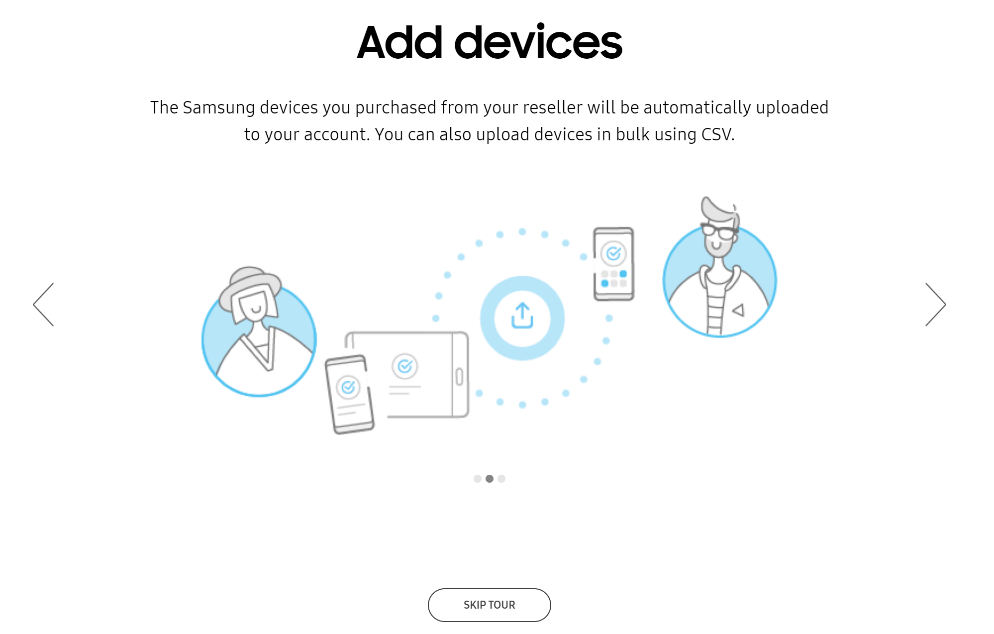 Add devices
The Samsung devices you purchased from your reseller will be automatically uploaded
to your account. You can also upload devices in bulk using CSV.
SKIP TOUR